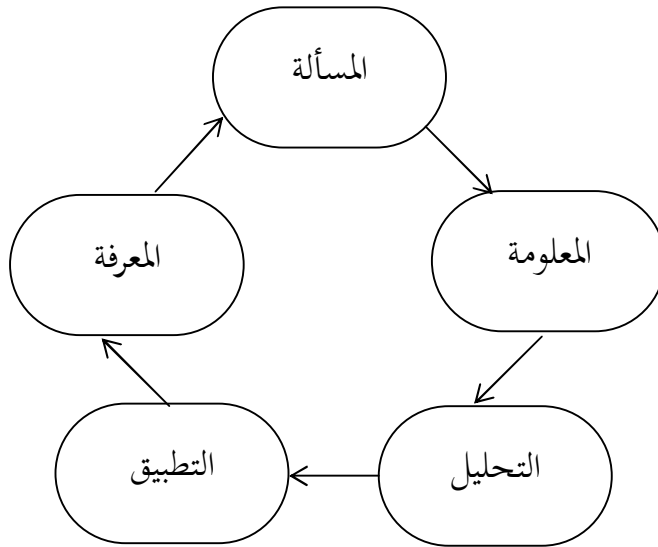 المسألة
المعلومة
التحليل
التطبيق
المعرفة